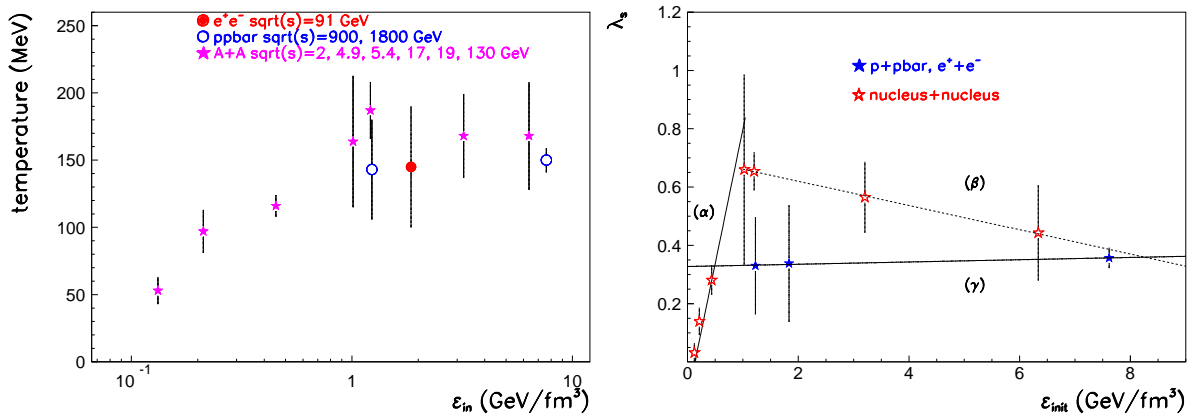 temperature (MeV)
250
200
150
100
50
0
e⁺e⁻ sqrt(s)=91 GeV
ppbar sqrt(s)=900, 1800 GeV
A+A sqrt(s)=2, 4.9, 5.4, 17, 19, 130 GeV
10⁻¹ 1 10
ε_in (GeV/fm³)
λ_s
1.2
1
0.8
0.6
0.4
0.2
p+pbar, e⁺+e⁻
nucleus+nucleus
(β)
(α)
(γ)
0 2 4 6 8
ε_init (GeV/fm³)